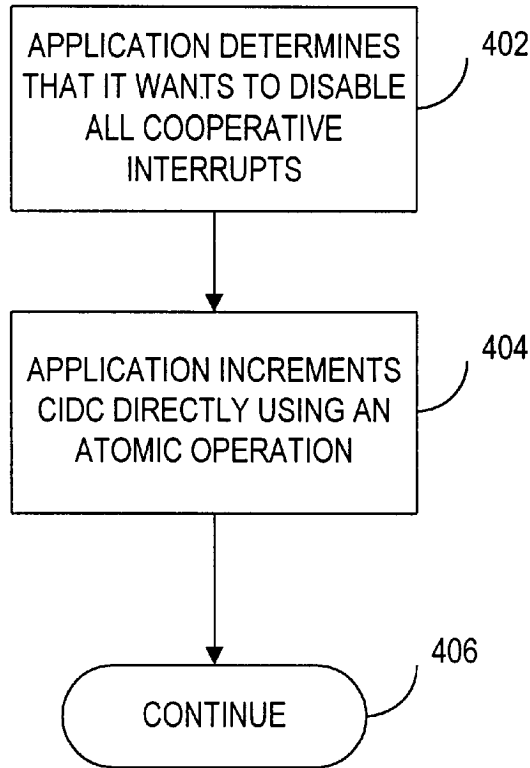 APPLICATION DETERMINES
THAT IT WANTS TO DISABLE
ALL COOPERATIVE
INTERRUPTS
402
APPLICATION INCREMENTS
CIDC DIRECTLY USING AN
ATOMIC OPERATION
404
CONTINUE
406